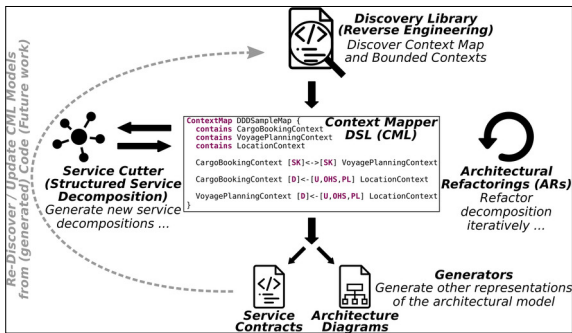 Discovery Library
(Reverse Engineering)
Discover Context Map
and Bounded Contexts
Re-Discover / Update CML Models
from (generated) Code (Future work)
Service Cutter
(Structured Service
Decomposition)
Generate new service
decompositions ...
ContextMap DDDSampleMap {
contains CargoBookingContext
contains VoyagePlanningContext
contains LocationContext
CargoBookingContext [SK]<->[SK] VoyagePlanningContext
CargoBookingContext [D]<-[U,OHS,PL] LocationContext
VoyagePlanningContext [D]<-[U,OHS,PL] LocationContext
}
Context Mapper
DSL (CML)
Architectural
Refactorings (ARs)
Refactor
decomposition
iteratively ...
Service
Contracts
Architecture
Diagrams
Generators
Generate other representations
of the architectural model